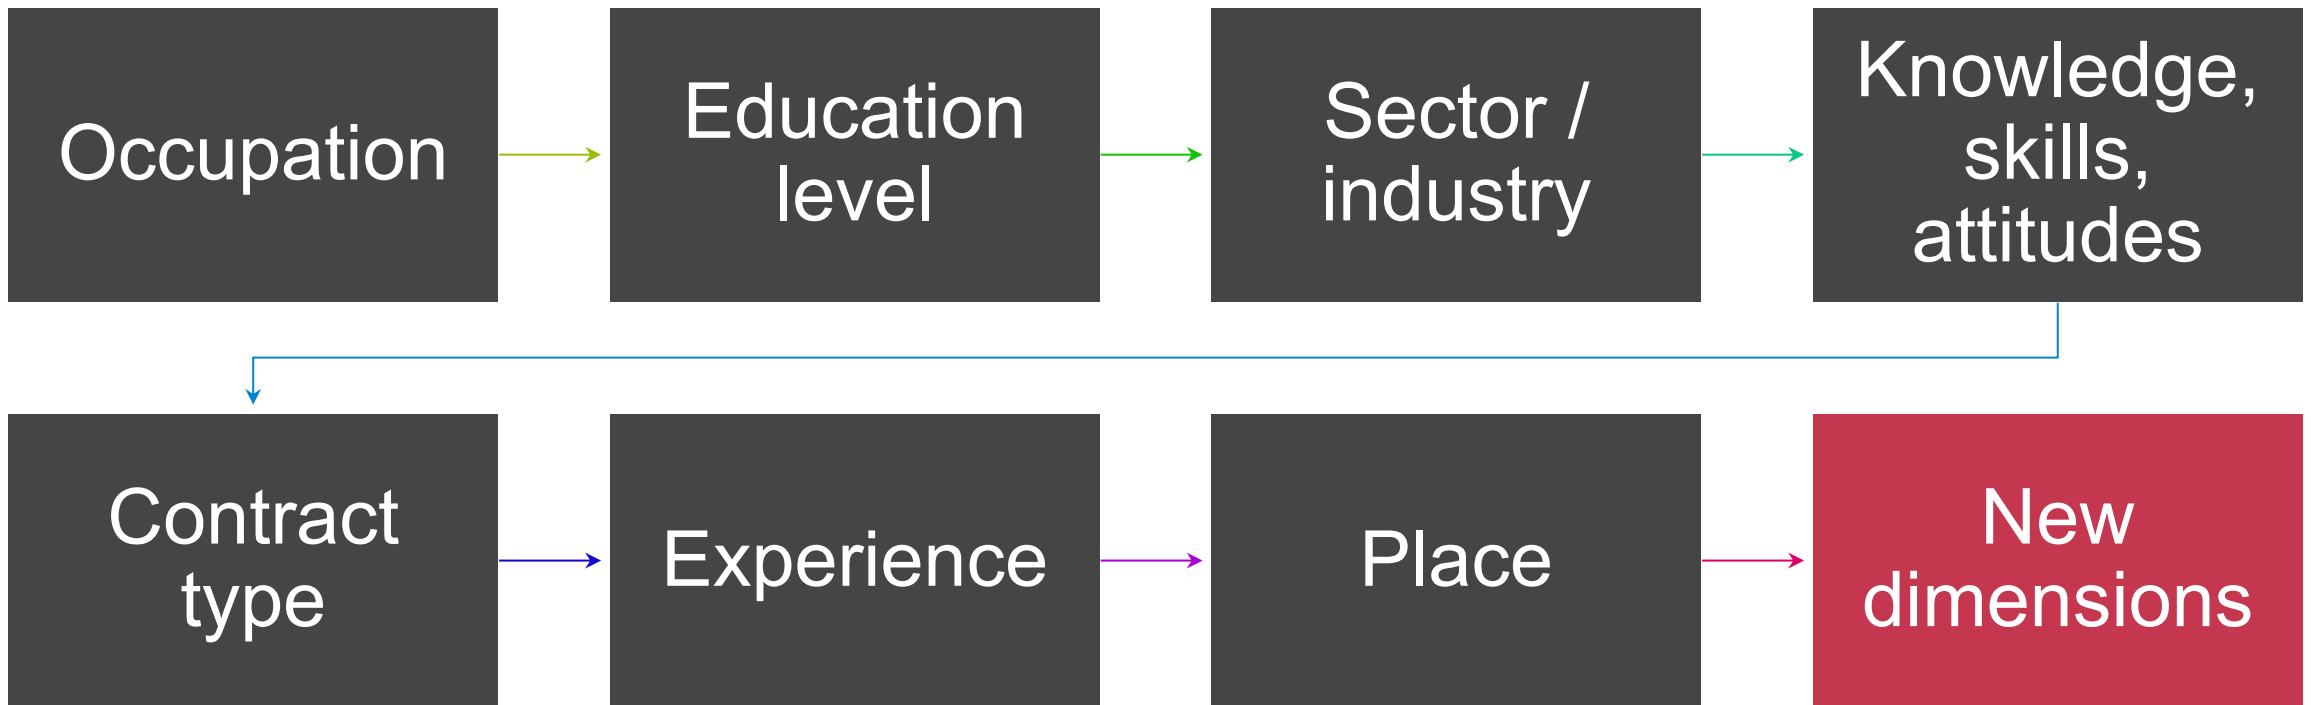 Occupation
Education
level
Sector /
industry
Knowledge,
skills,
attitudes
Contract
type
Experience
Place
New
dimensions